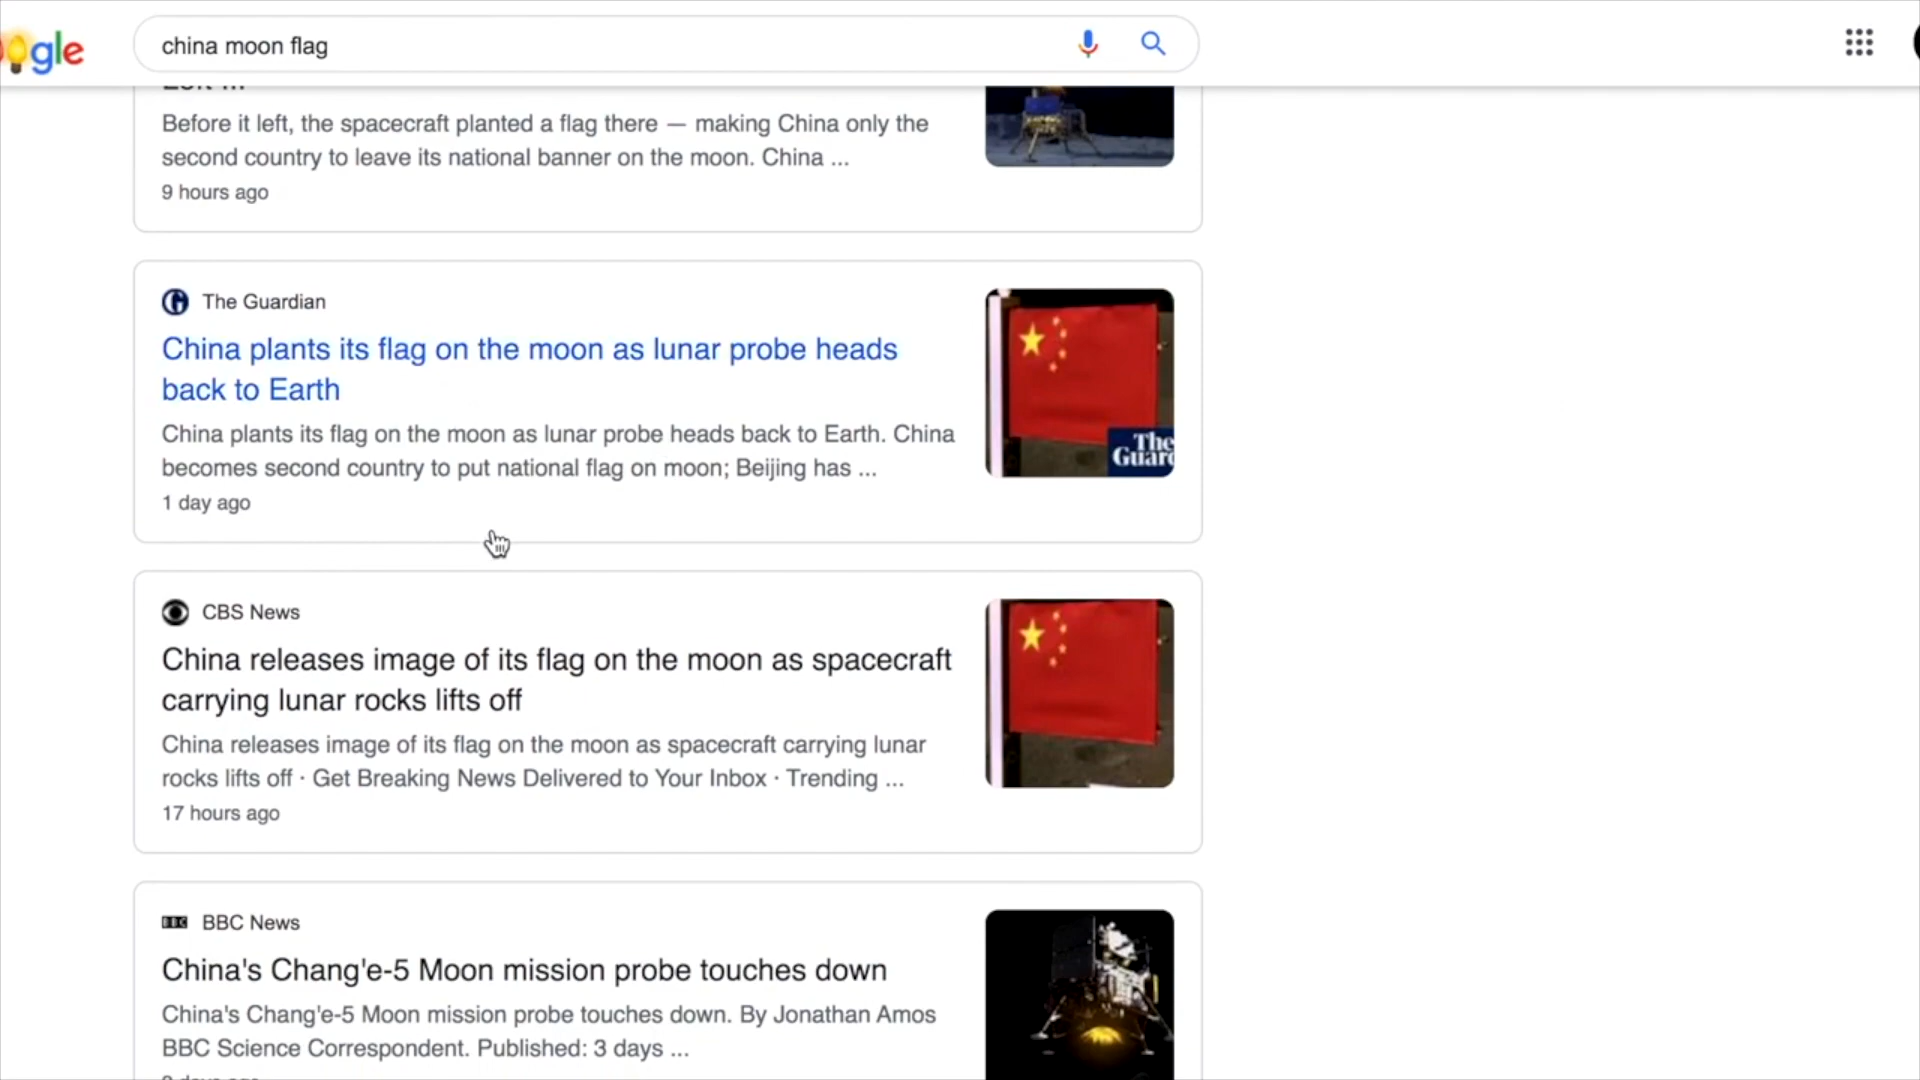 gle
china moon flag
Before it left, the spacecraft planted a flag there — making China only the
second country to leave its national banner on the moon. China ...
9 hours ago
The Guardian
China plants its flag on the moon as lunar probe heads
back to Earth
China plants its flag on the moon as lunar probe heads back to Earth. China
becomes second country to put national flag on moon; Beijing has ...
1 day ago
The
Guard
CBS News
China releases image of its flag on the moon as spacecraft
carrying lunar rocks lifts off
China releases image of its flag on the moon as spacecraft carrying lunar
rocks lifts off · Get Breaking News Delivered to Your Inbox · Trending ...
17 hours ago
BBC BBC News
China's Chang'e-5 Moon mission probe touches down
China's Chang'e-5 Moon mission probe touches down. By Jonathan Amos
BBC Science Correspondent. Published: 3 days ...